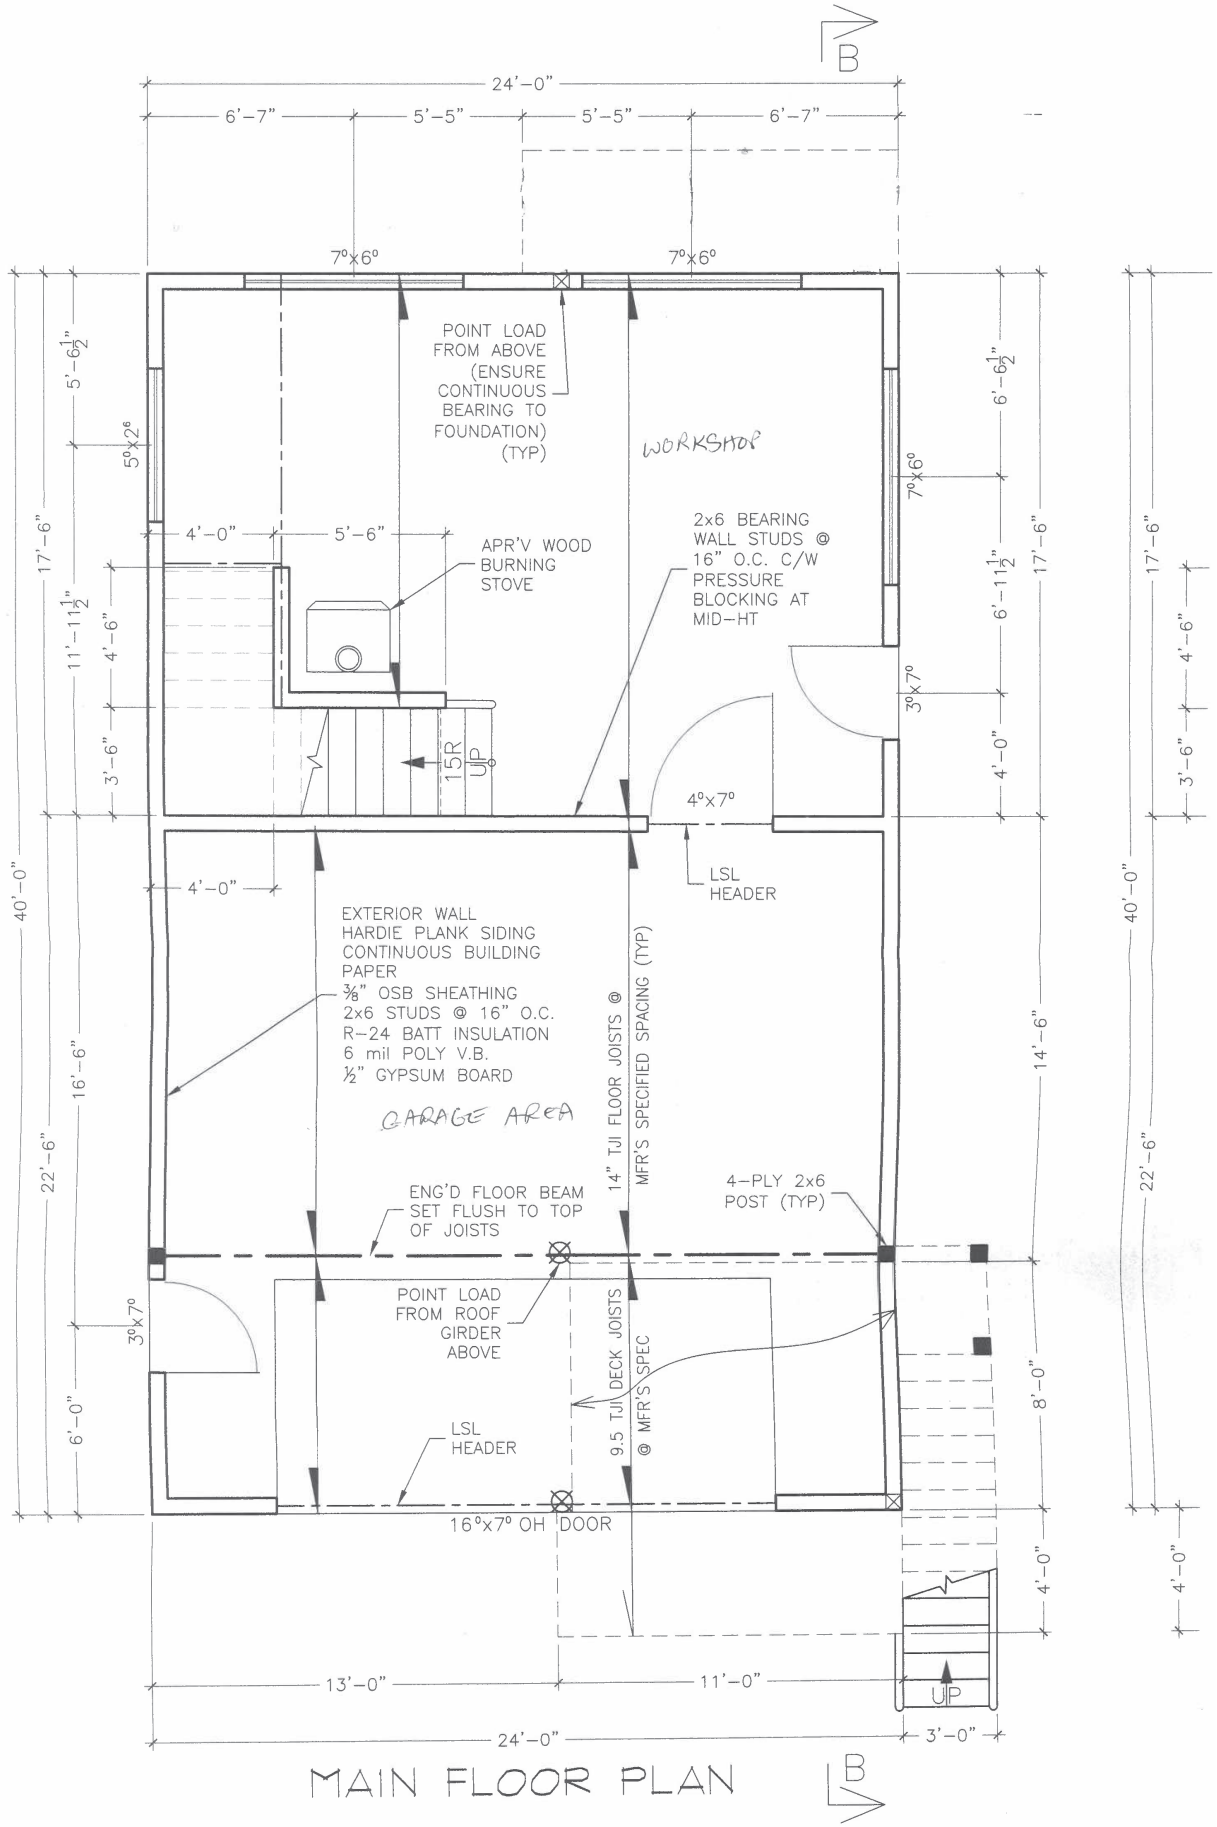 B
24'-0"
6'-7" 5'-5" 5'-5" 6'-7"
7⁰x6⁰ 7⁰x6⁰
POINT LOAD
FROM ABOVE
(ENSURE
CONTINUOUS
BEARING TO
FOUNDATION)
(TYP)
WORKSHOP
5'-6½"
5⁰x2⁶
17'-6"
11'-11½"
40'-0"
4'-0" 5'-6"
4'-6"
3'-6"
APR'V WOOD
BURNING
STOVE
2x6 BEARING
WALL STUDS @
16" O.C. C/W
PRESSURE
BLOCKING AT
MID-HT
6'-6½"
7⁰x6⁰
17'-6"
6'-11½"
3⁰x7⁰
4'-0"
17'-6"
4'-6"
3'-6"
15R
UP
4⁰x7⁰
LSL
HEADER
4'-0"
EXTERIOR WALL
HARDIE PLANK SIDING
CONTINUOUS BUILDING
PAPER
⅜" OSB SHEATHING
2x6 STUDS @ 16" O.C.
R-24 BATT INSULATION
6 mil POLY V.B.
½" GYPSUM BOARD
GARAGE AREA
14" TJI FLOOR JOISTS @
MFR'S SPECIFIED SPACING (TYP)
16'-6"
22'-6"
14'-6"
40'-0"
22'-6"
ENG'D FLOOR BEAM
SET FLUSH TO TOP
OF JOISTS
4-PLY 2x6
POST (TYP)
3⁰x7⁰
6'-0"
POINT LOAD
FROM ROOF
GIRDER
ABOVE
9.5 TJI DECK JOISTS
@ MFR'S SPEC
8'-0"
LSL
HEADER
16⁰x7⁰ OH DOOR
4'-0"
4'-0"
UP
13'-0" 11'-0"
24'-0" 3'-0"
MAIN FLOOR PLAN
B